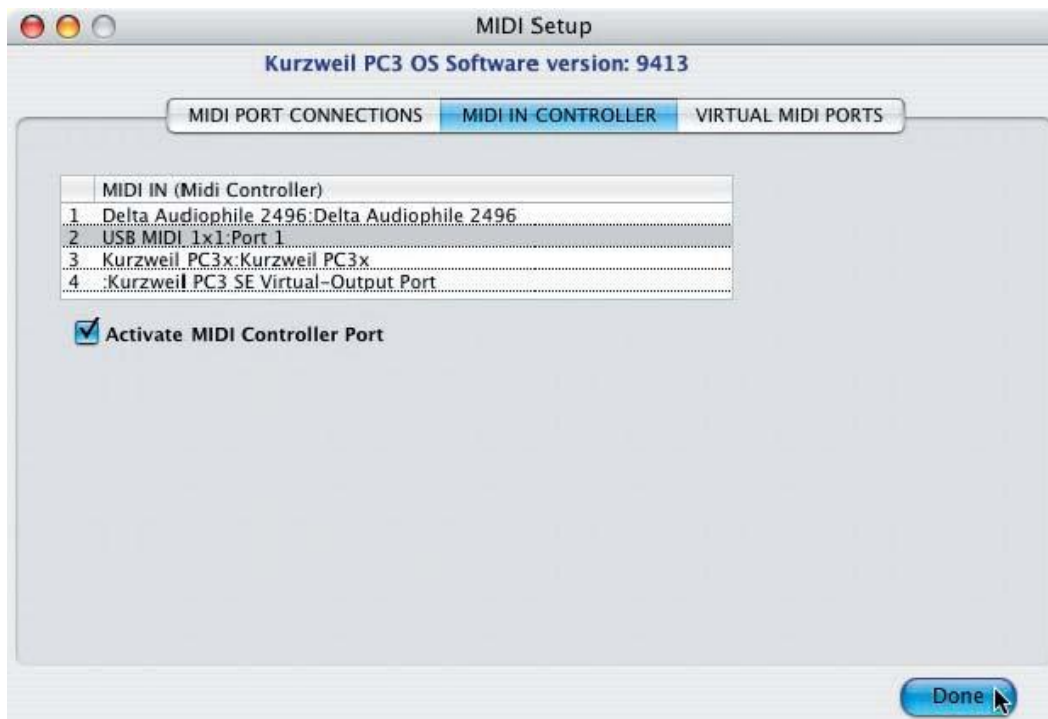 MIDI Setup
Kurzweil PC3 OS Software version: 9413
MIDI PORT CONNECTIONS MIDI IN CONTROLLER VIRTUAL MIDI PORTS
MIDI IN (Midi Controller)
1 Delta Audiophile 2496:Delta Audiophile 2496
2 USB MIDI 1x1:Port 1
3 Kurzweil PC3x:Kurzweil PC3x
4 :Kurzweil PC3 SE Virtual-Output Port
Activate MIDI Controller Port
Done